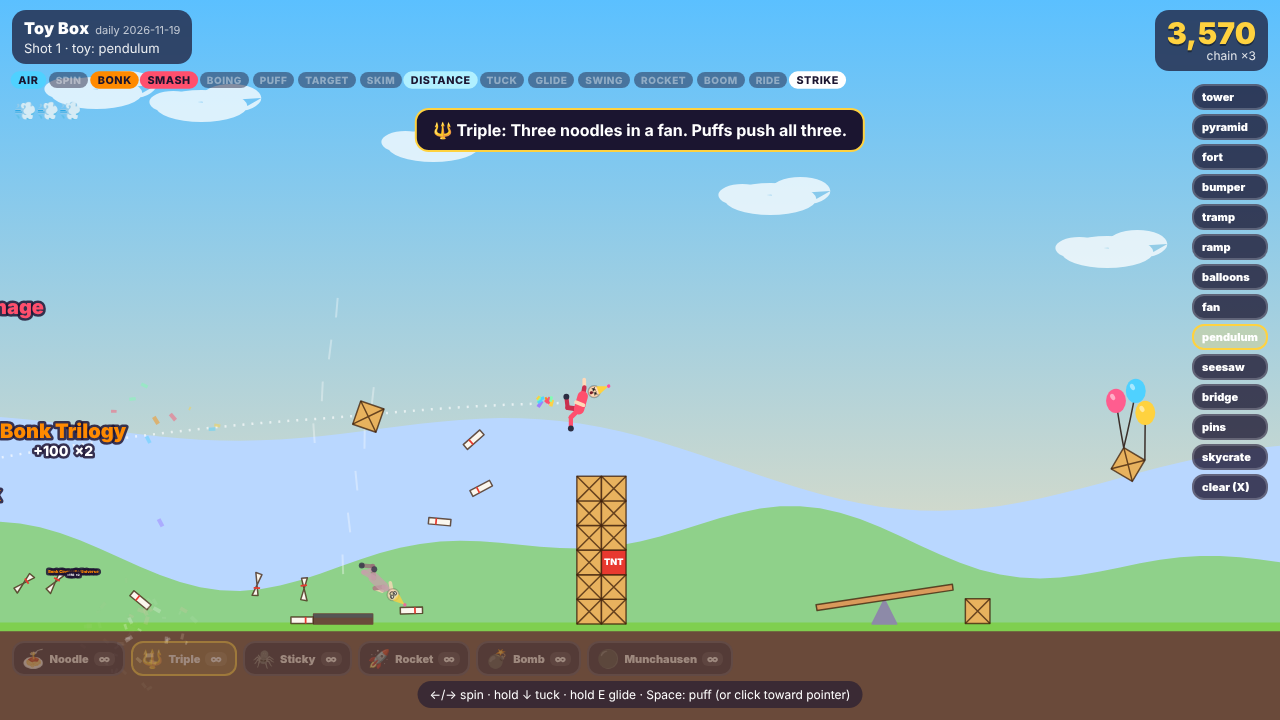 Toy Box daily 2026-11-19
Shot 1 · toy: pendulum
3,570
chain ×3
AIR SPIN BONK SMASH BOING PUFF TARGET SKIM DISTANCE TUCK GLIDE SWING ROCKET BOOM RIDE STRIKE
🔱 Triple: Three noodles in a fan. Puffs push all three.
tower
pyramid
fort
bumper
tramp
ramp
balloons
fan
pendulum
seesaw
bridge
pins
skycrate
clear (X)
Bonk Trilogy
+100 ×2
TNT
Noodle ∞
Triple ∞
Sticky ∞
Rocket ∞
Bomb ∞
Munchausen ∞
←/→ spin · hold ↓ tuck · hold E glide · Space: puff (or click toward pointer)